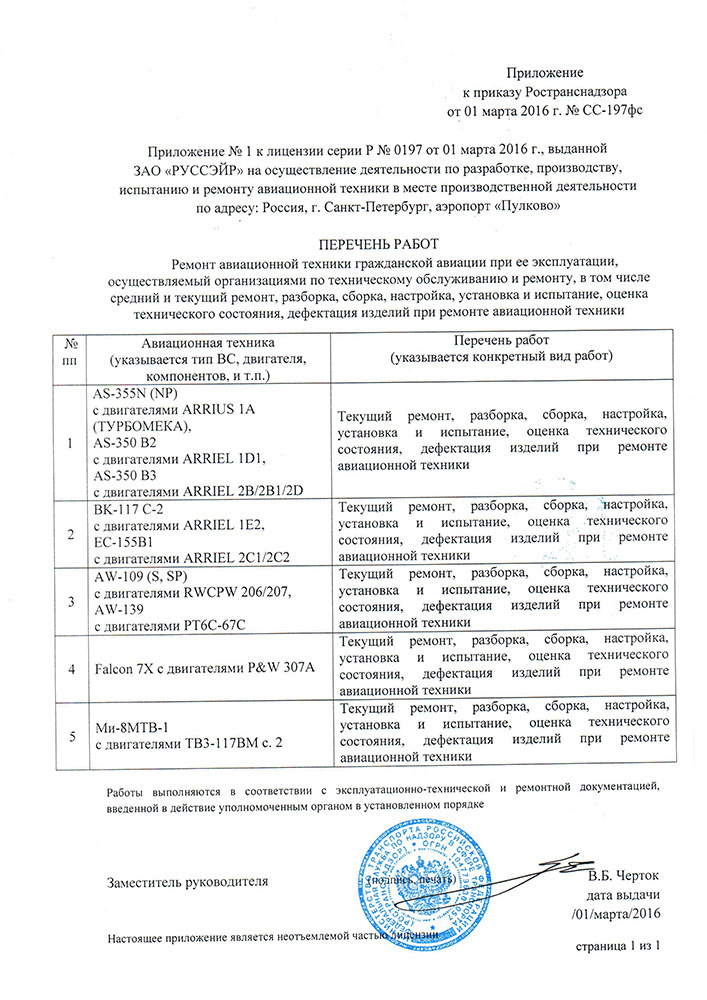 Приложение
к приказу Ространснадзора
от 01 марта 2016 г. № СС-197фс
Приложение № 1 к лицензии серии Р № 0197 от 01 марта 2016 г., выданной
ЗАО «РУССЭЙР» на осуществление деятельности по разработке, производству,
испытанию и ремонту авиационной техники в месте производственной деятельности
по адресу: Россия, г. Санкт-Петербург, аэропорт «Пулково»
ПЕРЕЧЕНЬ РАБОТ
Ремонт авиационной техники гражданской авиации при ее эксплуатации,
осуществляемый организациями по техническому обслуживанию и ремонту, в том числе
средний и текущий ремонт, разборка, сборка, настройка, установка и испытание, оценка
технического состояния, дефектация изделий при ремонте авиационной техники
№
пп
Авиационная техника
(указывается тип ВС, двигателя,
компонентов, и т.п.)
Перечень работ
(указывается конкретный вид работ)
1
AS-355N (NP)
с двигателями ARRIUS 1A
(ТУРБОМЕКА),
AS-350 B2
с двигателями ARRIEL 1D1,
AS-350 B3
с двигателями ARRIEL 2B/2B1/2D
Текущий ремонт, разборка, сборка, настройка,
установка и испытание, оценка технического
состояния, дефектация изделий при ремонте
авиационной техники
2
BK-117 C-2
с двигателями ARRIEL 1E2,
EC-155B1
с двигателями ARRIEL 2C1/2C2
Текущий ремонт, разборка, сборка, настройка,
установка и испытание, оценка технического
состояния, дефектация изделий при ремонте
авиационной техники
3
AW-109 (S, SP)
с двигателями RWCPW 206/207,
AW-139
с двигателями PT6C-67C
Текущий ремонт, разборка, сборка, настройка,
установка и испытание, оценка технического
состояния, дефектация изделий при ремонте
авиационной техники
4
Falcon 7X с двигателями P&W 307A
Текущий ремонт, разборка, сборка, настройка,
установка и испытание, оценка технического
состояния, дефектация изделий при ремонте
авиационной техники
5
Ми-8МТВ-1
с двигателями ТВ3-117ВМ с. 2
Текущий ремонт, разборка, сборка, настройка,
установка и испытание, оценка технического
состояния, дефектация изделий при ремонте
авиационной техники
Работы выполняются в соответствии с эксплуатационно-технической и ремонтной документацией,
введенной в действие уполномоченным органом в установленном порядке
Заместитель руководителя
(подпись, печать)
В.Б. Черток
дата выдачи
/01/марта/2016
Настоящее приложение является неотъемлемой частью лицензии
страница 1 из 1